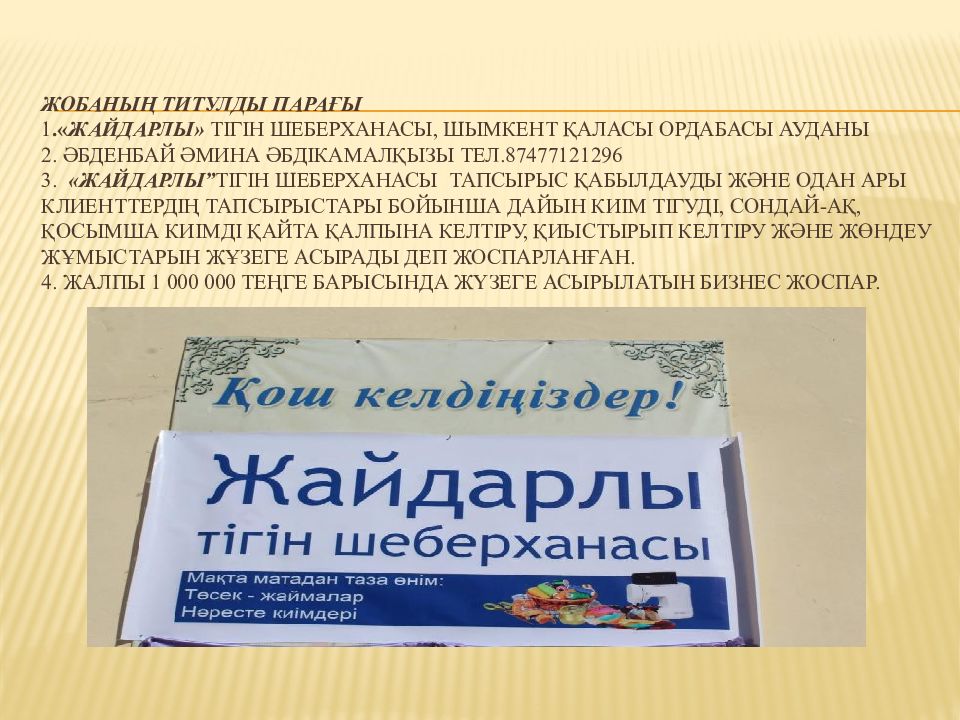 ЖОБАНЫҢ ТИТУЛДЫ ПАРАҒЫ
1.«ЖАЙДАРЛЫ» ТІГІН ШЕБЕРХАНАСЫ, ШЫМКЕНТ ҚАЛАСЫ ОРДАБАСЫ АУДАНЫ
2. ӘБДЕНБАЙ ӘМИНА ӘБДІКАМАЛҚЫЗЫ ТЕЛ.87477121296
3. «ЖАЙДАРЛЫ”ТІГІН ШЕБЕРХАНАСЫ ТАПСЫРЫС ҚАБЫЛДАУДЫ ЖӘНЕ ОДАН АРЫ
КЛИЕНТТЕРДІҢ ТАПСЫРЫСТАРЫ БОЙЫНША ДАЙЫН КИІМ ТІГУДІ, СОНДАЙ-АҚ,
ҚОСЫМША КИІМДІ ҚАЙТА ҚАЛПЫНА КЕЛТІРУ, ҚИЫСТЫРЫП КЕЛТІРУ ЖӘНЕ ЖӨНДЕУ
ЖҰМЫСТАРЫН ЖҰЗЕГЕ АСЫРАДЫ ДЕП ЖОСПАРЛАНҒАН.
4. ЖАЛПЫ 1 000 000 ТЕҢГЕ БАРЫСЫНДА ЖҮЗЕГЕ АСЫРЫЛАТЫН БИЗНЕС ЖОСПАР.
Қош келдіңіздер!
Жайдарлы
тігін шеберханасы
Мақта матадан таза өнім:
Төсек - жаймалар
Нәресте киімдері